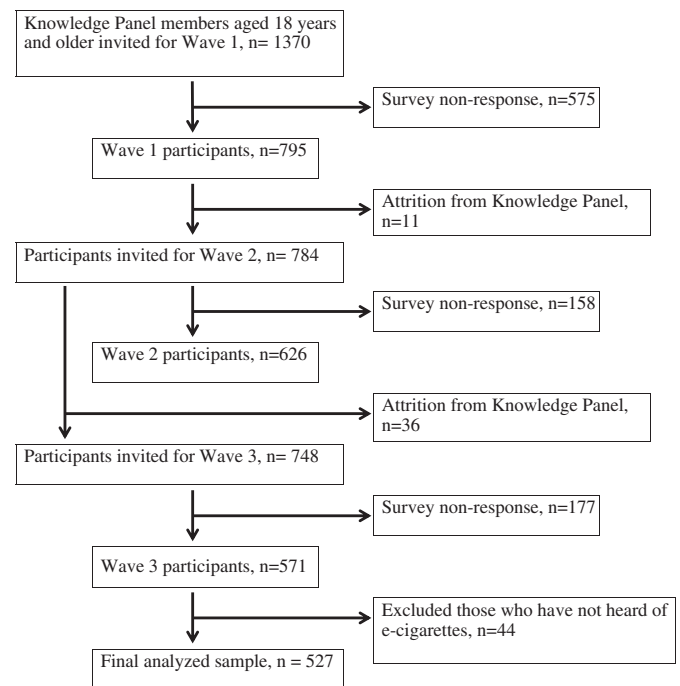 Knowledge Panel members aged 18 years
and older invited for Wave 1, n= 1370
Survey non-response, n=575
Wave 1 participants, n=795
Attrition from Knowledge Panel,
n=11
Participants invited for Wave 2, n= 784
Survey non-response, n=158
Wave 2 participants, n=626
Attrition from Knowledge Panel,
n=36
Participants invited for Wave 3, n= 748
Survey non-response, n=177
Wave 3 participants, n=571
Excluded those who have not heard of
e-cigarettes, n=44
Final analyzed sample, n = 527